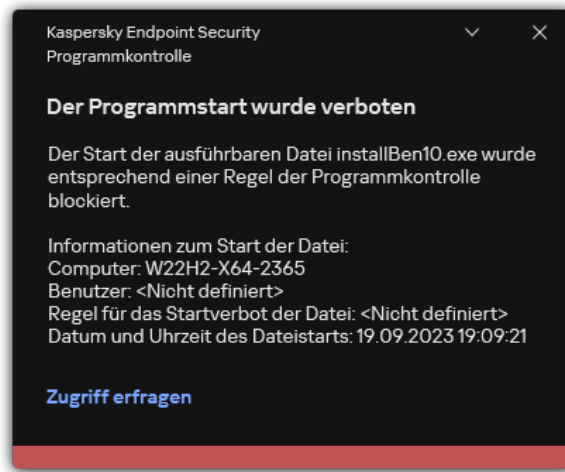 Kaspersky Endpoint Security
Programmkontrolle
Der Programmstart wurde verboten
Der Start der ausführbaren Datei installBen10.exe wurde
entsprechend einer Regel der Programmkontrolle
blockiert.
Informationen zum Start der Datei:
Computer: W22H2-X64-2365
Benutzer: <Nicht definiert>
Regel für das Startverbot der Datei: <Nicht definiert>
Datum und Uhrzeit des Dateistarts: 19.09.2023 19:09:21
Zugriff erfragen